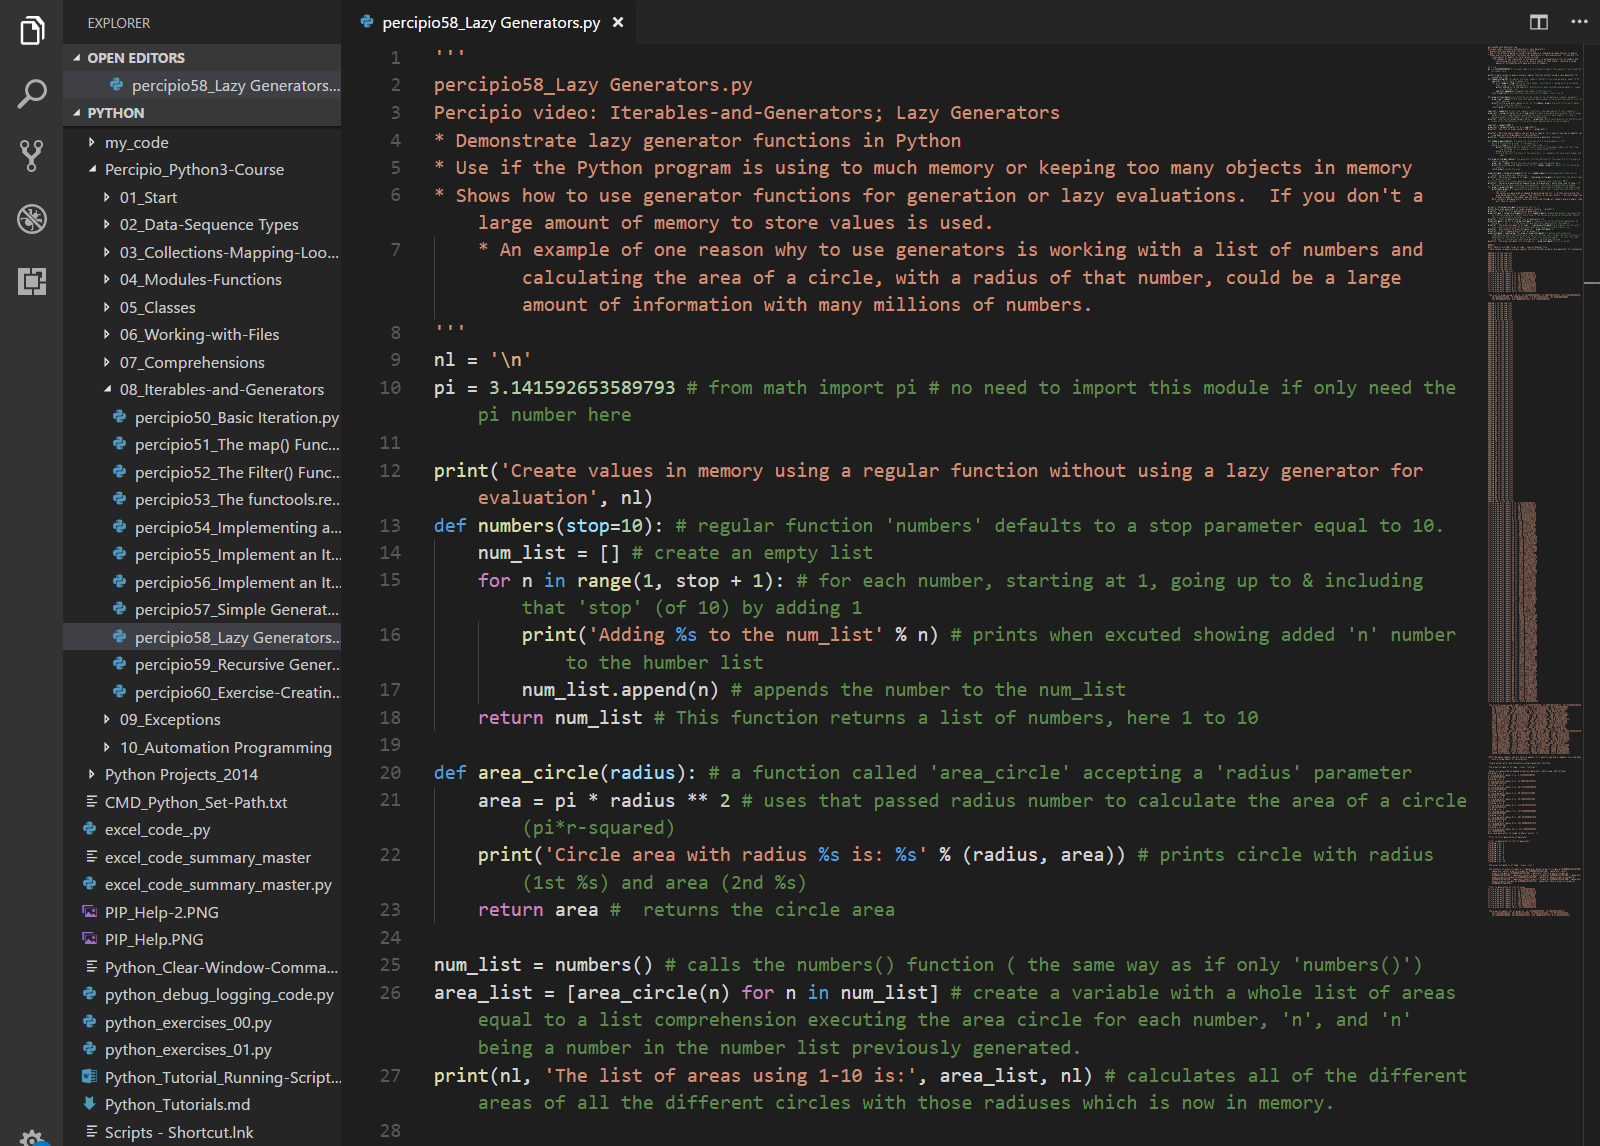 EXPLORER
OPEN EDITORS
percipio58_Lazy Generators...
PYTHON
my_code
Percipio_Python3-Course
01_Start
02_Data-Sequence Types
03_Collections-Mapping-Loo...
04_Modules-Functions
05_Classes
06_Working-with-Files
07_Comprehensions
08_Iterables-and-Generators
percipio50_Basic Iteration.py
percipio51_The map() Func...
percipio52_The Filter() Func...
percipio53_The functools.re...
percipio54_Implementing a...
percipio55_Implement an It...
percipio56_Implement an It...
percipio57_Simple Generat...
percipio58_Lazy Generators...
percipio59_Recursive Gener...
percipio60_Exercise-Creatin...
09_Exceptions
10_Automation Programming
Python Projects_2014
CMD_Python_Set-Path.txt
excel_code_.py
excel_code_summary_master
excel_code_summary_master.py
PIP_Help-2.PNG
PIP_Help.PNG
Python_Clear-Window-Comma...
python_debug_logging_code.py
python_exercises_00.py
python_exercises_01.py
Python_Tutorial_Running-Script...
Python_Tutorials.md
Scripts - Shortcut.lnk
percipio58_Lazy Generators.py
1 '''
2 percipio58_Lazy Generators.py
3 Percipio video: Iterables-and-Generators; Lazy Generators
4 * Demonstrate lazy generator functions in Python
5 * Use if the Python program is using to much memory or keeping too many objects in memory
6 * Shows how to use generator functions for generation or lazy evaluations.  If you don't a
large amount of memory to store values is used.
7 * An example of one reason why to use generators is working with a list of numbers and
calculating the area of a circle, with a radius of that number, could be a large
amount of information with many millions of numbers.
8 '''
9 nl = '\n'
10 pi = 3.141592653589793 # from math import pi # no need to import this module if only need the
pi number here
11
12 print('Create values in memory using a regular function without using a lazy generator for
evaluation', nl)
13 def numbers(stop=10): # regular function 'numbers' defaults to a stop parameter equal to 10.
14 num_list = [] # create an empty list
15 for n in range(1, stop + 1): # for each number, starting at 1, going up to & including
that 'stop' (of 10) by adding 1
16 print('Adding %s to the num_list' % n) # prints when excuted showing added 'n' number
to the humber list
17 num_list.append(n) # appends the number to the num_list
18 return num_list # This function returns a list of numbers, here 1 to 10
19
20 def area_circle(radius): # a function called 'area_circle' accepting a 'radius' parameter
21 area = pi * radius ** 2 # uses that passed radius number to calculate the area of a circle
(pi*r-squared)
22 print('Circle area with radius %s is: %s' % (radius, area)) # prints circle with radius
(1st %s) and area (2nd %s)
23 return area #  returns the circle area
24
25 num_list = numbers() # calls the numbers() function ( the same way as if only 'numbers()')
26 area_list = [area_circle(n) for n in num_list] # create a variable with a whole list of areas
equal to a list comprehension executing the area circle for each number, 'n', and 'n'
being a number in the number list previously generated.
27 print(nl, 'The list of areas using 1-10 is:', area_list, nl) # calculates all of the different
areas of all the different circles with those radiuses which is now in memory.
28